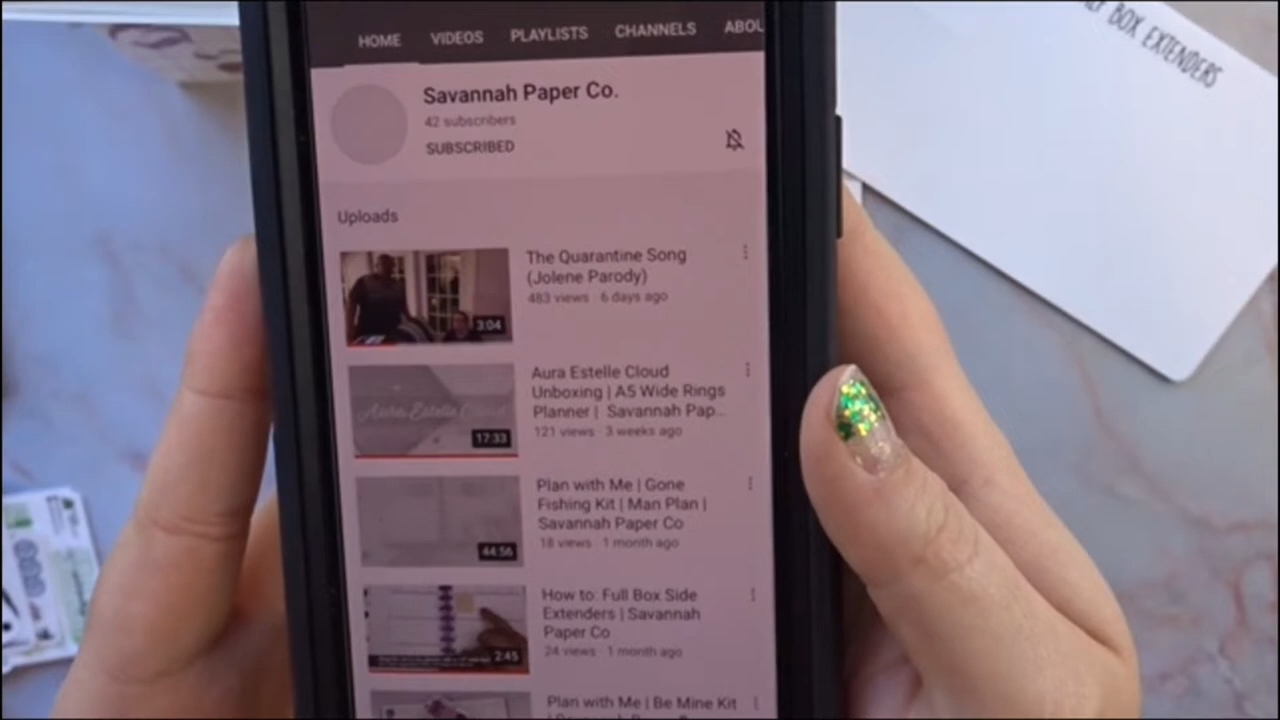 HOME VIDEOS PLAYLISTS CHANNELS ABOU
Savannah Paper Co.
42 subscribers
SUBSCRIBED
Uploads
The Quarantine Song
(Jolene Parody)
483 views · 6 days ago
3:04
Aura Estelle Cloud
Unboxing | A5 Wide Rings
Planner | Savannah Pap...
121 views · 3 weeks ago
Aura Estelle Cloud
17:33
Plan with Me | Gone
Fishing Kit | Man Plan |
Savannah Paper Co
18 views · 1 month ago
44:56
How to: Full Box Side
Extenders | Savannah
Paper Co
24 views · 1 month ago
2:45
Plan with Me | Be Mine Kit
BOX EXTENDERS